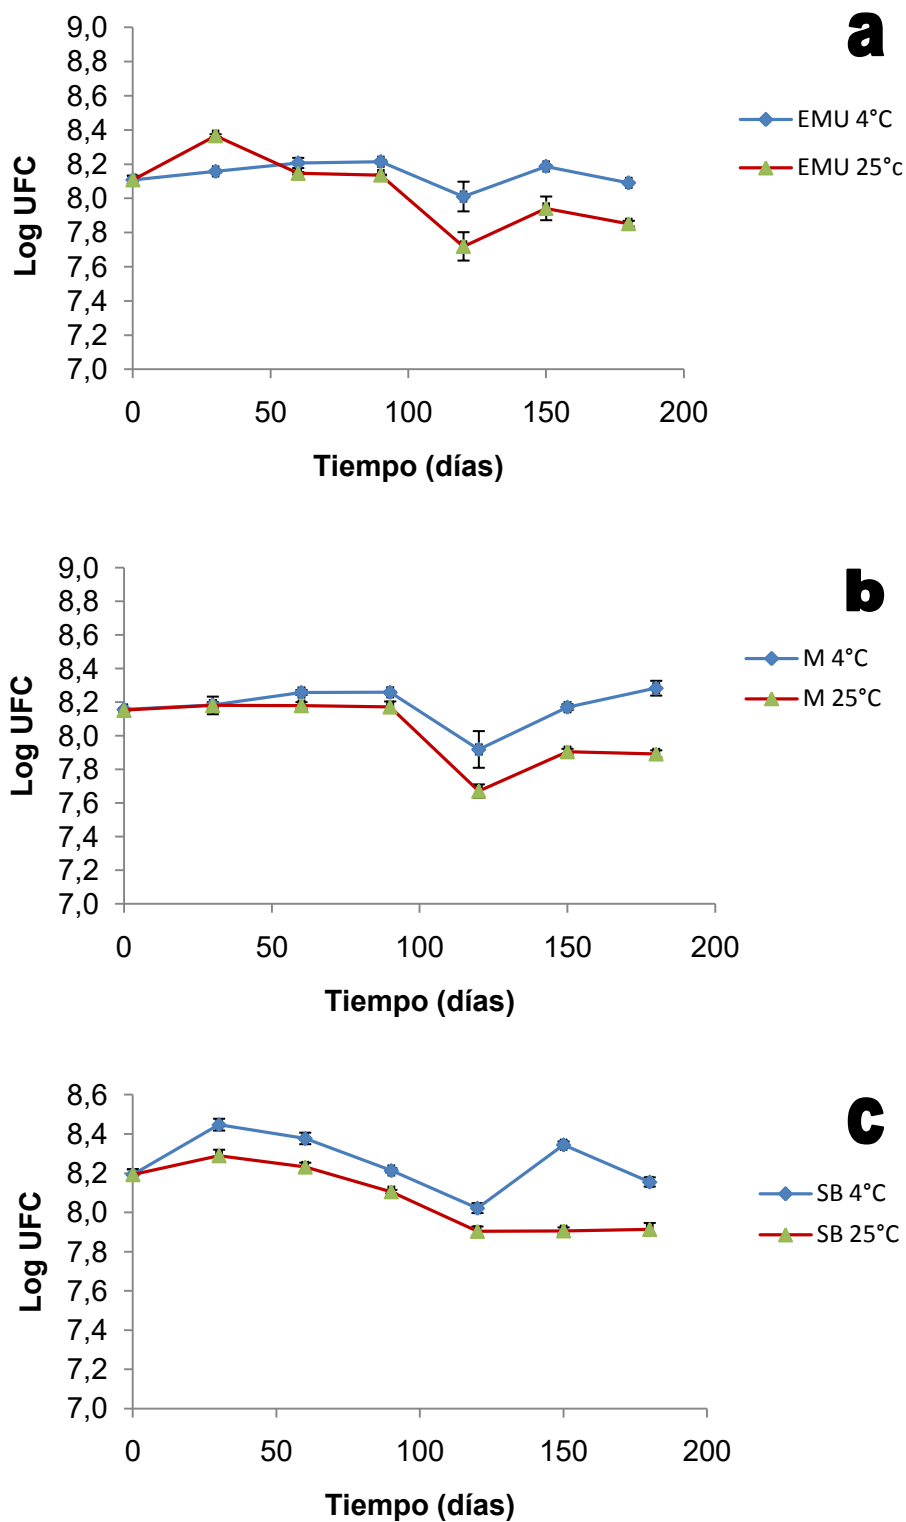 a
9,0
8,8
8,6
8,4
8,2
8,0
7,8
7,6
7,4
7,2
7,0
Log UFC
0 50 100 150 200
Tiempo (días)
EMU 4°C
EMU 25°c
b
9,0
8,8
8,6
8,4
8,2
8,0
7,8
7,6
7,4
7,2
7,0
Log UFC
0 50 100 150 200
Tiempo (días)
M 4°C
M 25°C
c
8,6
8,4
8,2
8,0
7,8
7,6
7,4
7,2
7,0
Log UFC
0 50 100 150 200
Tiempo (días)
SB 4°C
SB 25°C